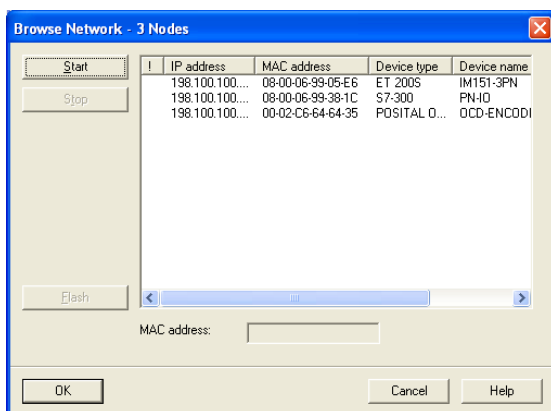 Browse Network - 3 Nodes
Start
Stop
Flash
! IP address MAC address Device type Device name
198.100.100.... 08-00-06-99-05-E6 ET 200S IM151-3PN
198.100.100.... 08-00-06-99-38-1C S7-300 PN-IO
198.100.100.... 00-02-C6-64-64-35 POSITAL O... OCD-ENCODI
MAC address:
OK Cancel Help